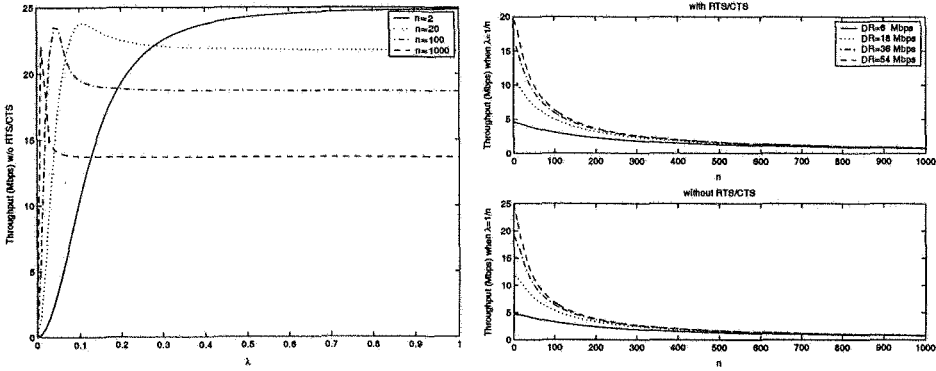 Throughput (Mbps) w/o RTS/CTS
25
20
15
10
5
0
0 0.1 0.2 0.3 0.4 0.5 0.6 0.7 0.8 0.9 1
λ
n=2
n=20
n=100
n=1000
with RTS/CTS
Throughput (Mbps) when λ=1/n
20
15
10
5
0
0 100 200 300 400 500 600 700 800 900 1000
n
DR=6 Mbps
DR=18 Mbps
DR=36 Mbps
DR=54 Mbps
without RTS/CTS
Throughput (Mbps) when λ=1/n
25
20
15
10
5
0
0 100 200 300 400 500 600 700 800 900 1000
n